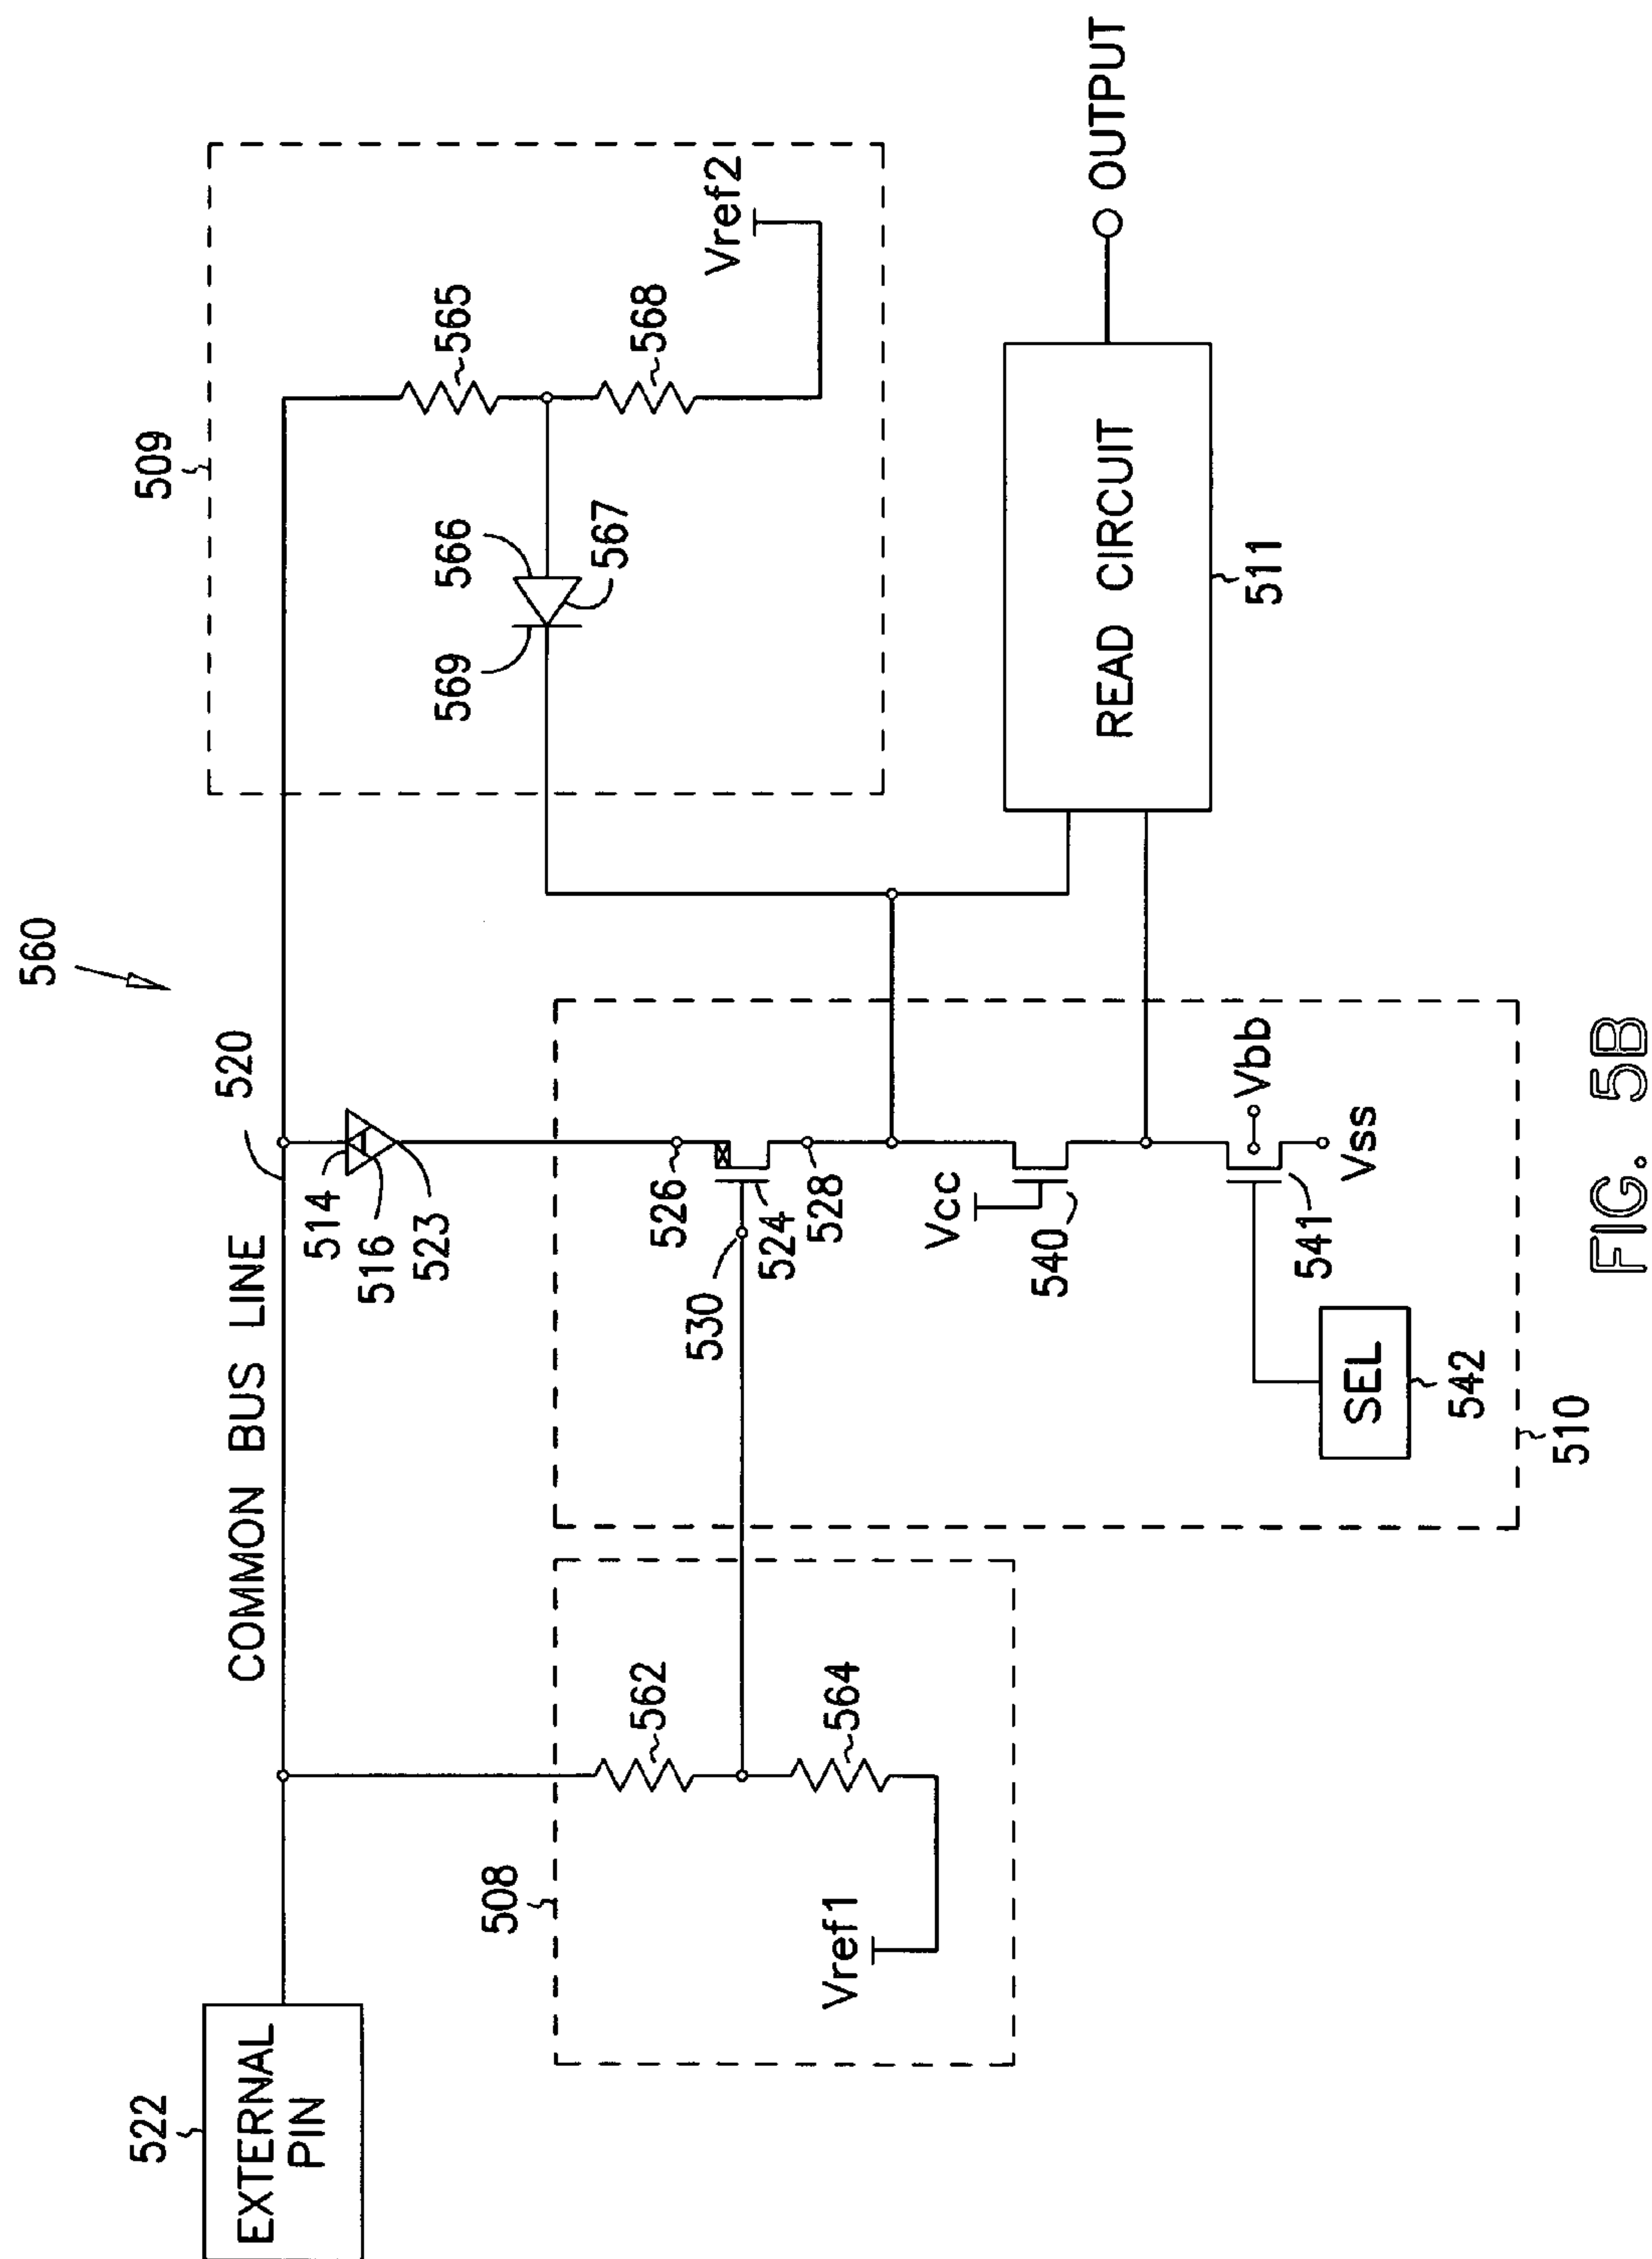 560
522
EXTERNAL
PIN
COMMON BUS LINE
520
514
516
523
509
565
566
567
569
568
Vref2
508
562
564
Vref1
526
530
524
528
Vcc
540
Vbb
541
Vss
SEL
542
510
READ CIRCUIT
511
OUTPUT
FIG. 5B